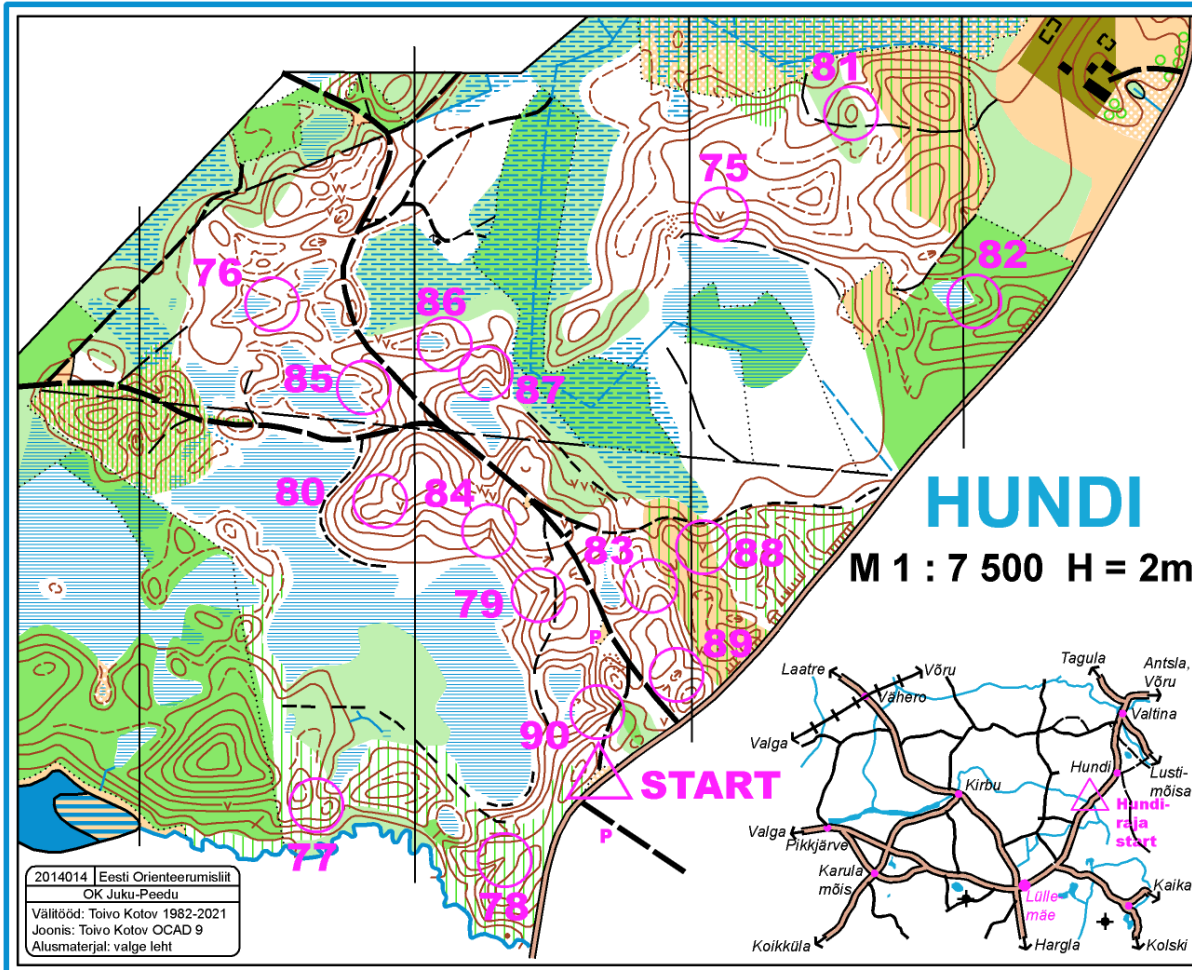 81
75
82
76
86
85
87
80
84
HUNDI
M 1 : 7 500 H = 2m
83
88
79
P
89
90
START
P
77
78
Laatre
Võru
Tagula
Antsla,
Võru
Vähero
Valtina
Valga
Hundi
Lusti-
mõisa
Kirbu
Hundi-
raja
start
Valga
Pikkjärve
Karula
mõis
Lülle
mäe
Kaika
Koikküla
Hargla
Kolski
2014014 Eesti Orienteerumisliit
OK Juku-Peedu
Välitööd: Toivo Kotov 1982-2021
Joonis: Toivo Kotov OCAD 9
Alusmaterjal: valge leht